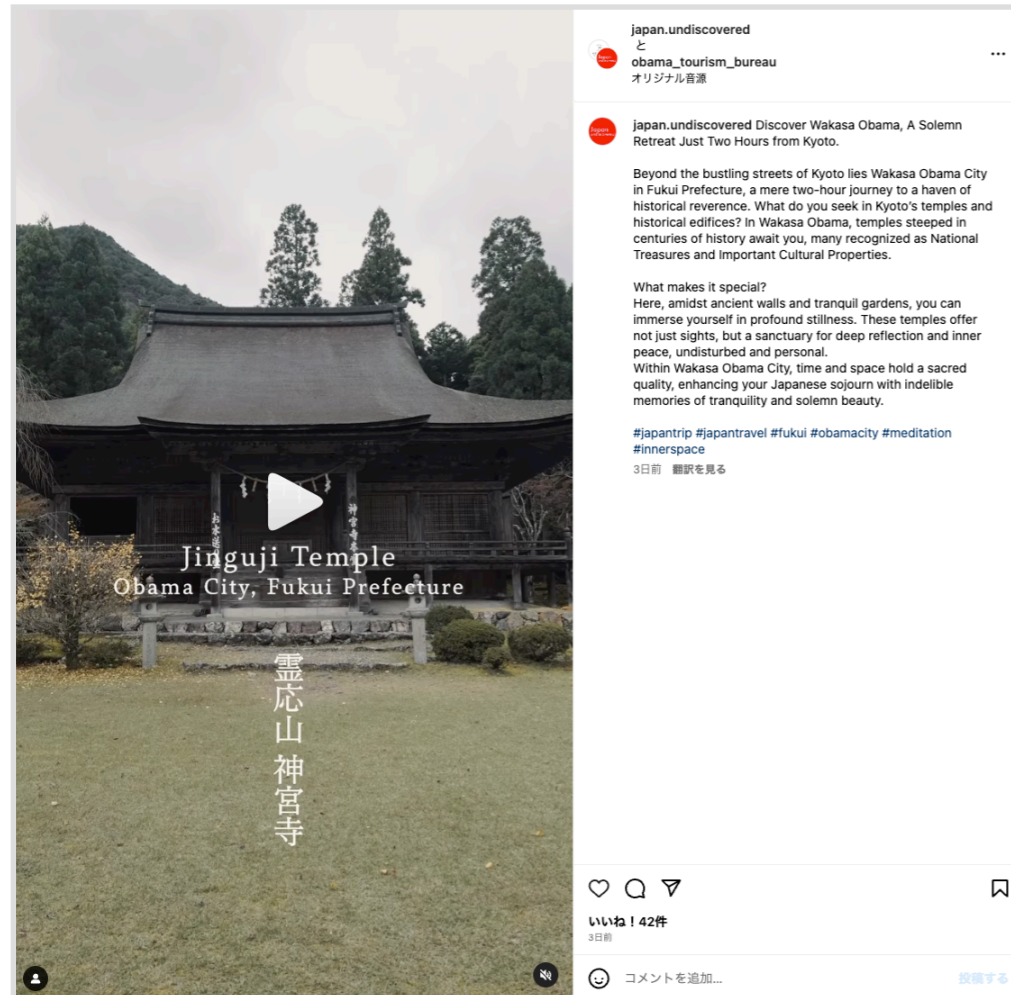 japan.undiscovered
と
obama_tourism_bureau
オリジナル音源
japan.undiscovered Discover Wakasa Obama, A Solemn
Retreat Just Two Hours from Kyoto.
Beyond the bustling streets of Kyoto lies Wakasa Obama City
in Fukui Prefecture, a mere two-hour journey to a haven of
historical reverence. What do you seek in Kyoto's temples and
historical edifices? In Wakasa Obama, temples steeped in
centuries of history await you, many recognized as National
Treasures and Important Cultural Properties.
What makes it special?
Here, amidst ancient walls and tranquil gardens, you can
immerse yourself in profound stillness. These temples offer
not just sights, but a sanctuary for deep reflection and inner
peace, undisturbed and personal.
Within Wakasa Obama City, time and space hold a sacred
quality, enhancing your Japanese sojourn with indelible
memories of tranquility and solemn beauty.
#japantrip #japantravel #fukui #obamacity #meditation
#innerspace
3日前 翻訳を見る
Jinguji Temple
Obama City, Fukui Prefecture
霊応山 神宮寺
いいね！42件
3日前
コメントを追加...
投稿する